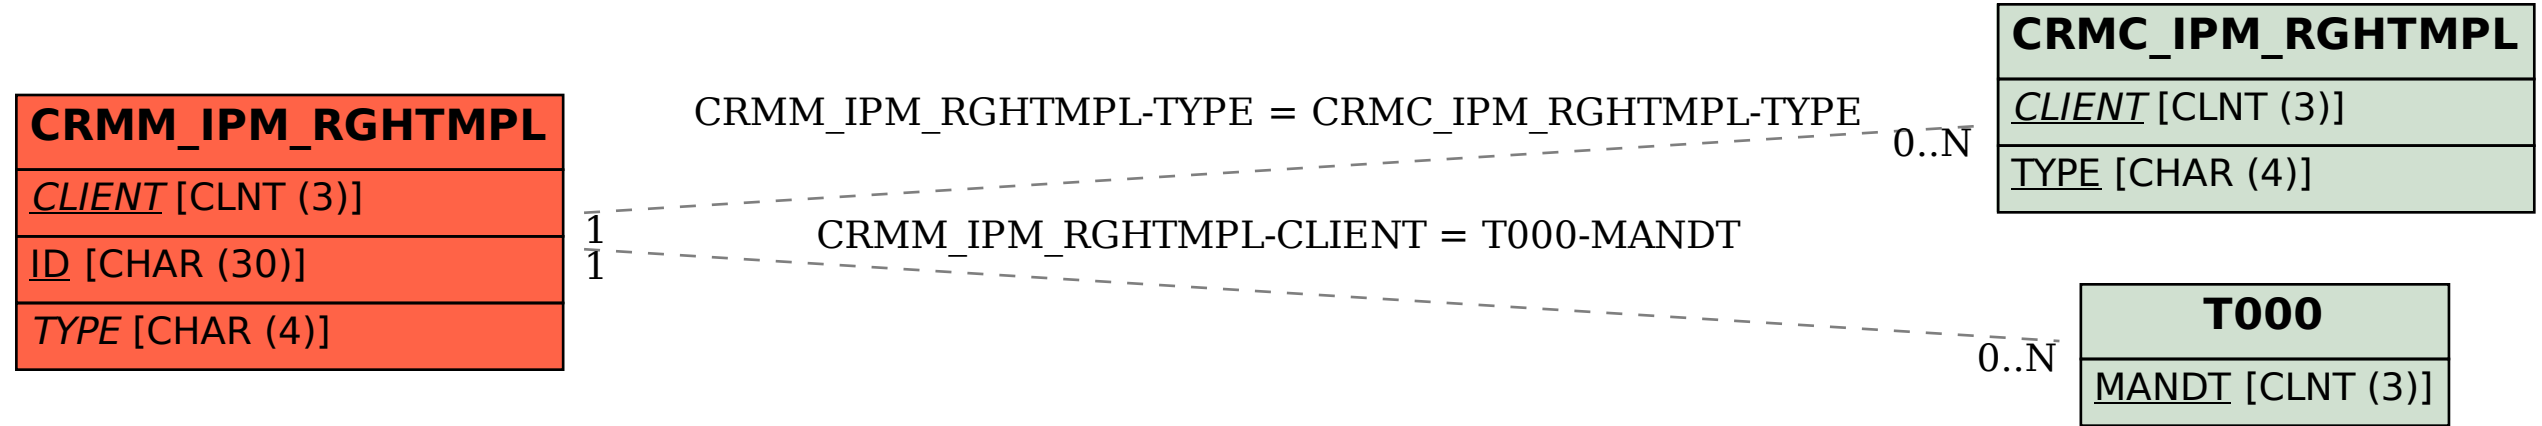 CRMM_IPM_RGHTMPL
CLIENT [CLNT (3)]
ID [CHAR (30)]
TYPE [CHAR (4)]
CRMM_IPM_RGHTMPL-TYPE = CRMC_IPM_RGHTMPL-TYPE
0..N
1
CRMM_IPM_RGHTMPL-CLIENT = T000-MANDT
1
0..N
CRMC_IPM_RGHTMPL
CLIENT [CLNT (3)]
TYPE [CHAR (4)]
T000
MANDT [CLNT (3)]